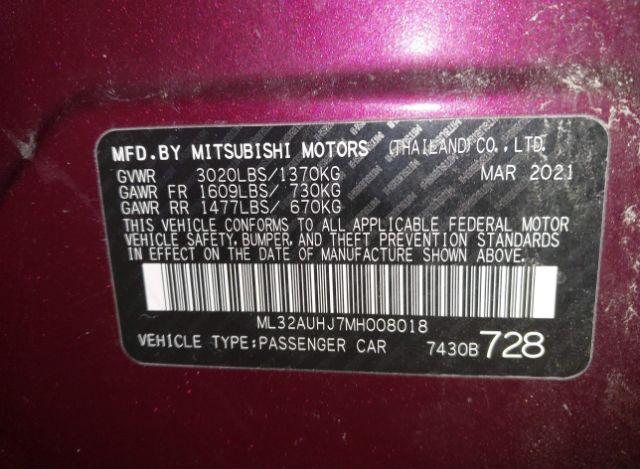 MFD.BY MITSUBISHI MOTORS (THAILAND)CO.,LTD.
GVWR 3020LBS/1370KG MAR 2021
GAWR FR 1609LBS/ 730KG
GAWR RR 1477LBS/ 670KG
THIS VEHICLE CONFORMS TO ALL APPLICABLE FEDERAL MOTOR
VEHICLE SAFETY, BUMPER, AND THEFT PREVENTION STANDARDS
IN EFFECT ON THE DATE OF MANUFACTURE SHOWN ABOVE.
ML32AUHJ7MH008018
VEHICLE TYPE:PASSENGER CAR 7430B 728